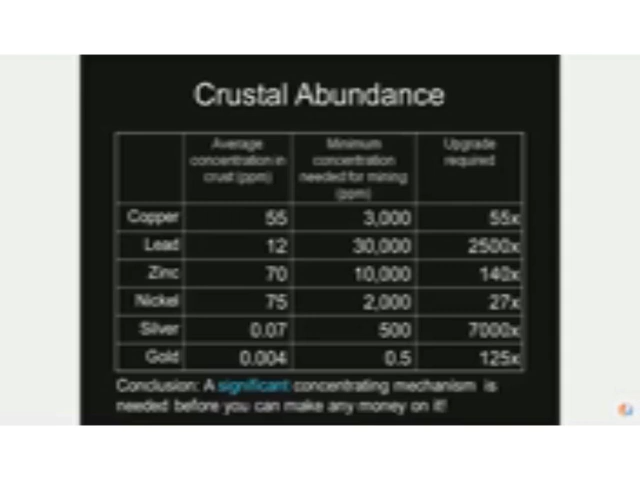 Crustal Abundance
Average concentration in crust (ppm) Minimum concentration needed for mining (ppm) Upgrade required
Copper 55 3,000 55x
Lead 12 30,000 2500x
Zinc 70 10,000 140x
Nickel 75 2,000 27x
Silver 0.07 500 7000x
Gold 0.004 0.5 125x
Conclusion: A significant concentrating mechanism is
needed before you can make any money on it!